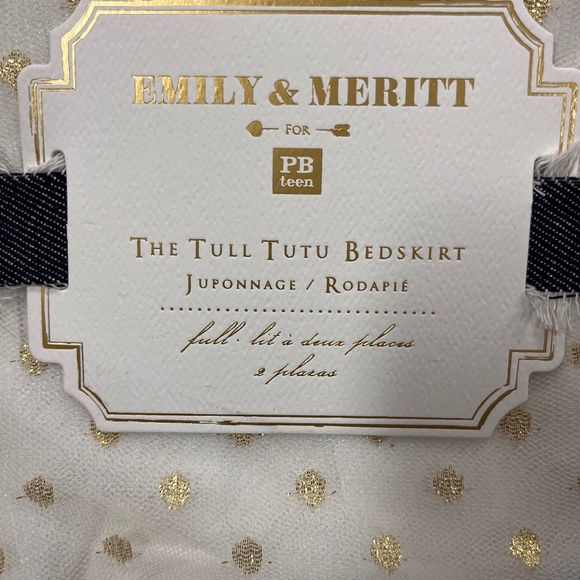 EMILY & MERITT
FOR
PB
teen
THE TULL TUTU BEDSKIRT
JUPONNAGE / RODAPIÉ
full · lit à deux places
2 plazas